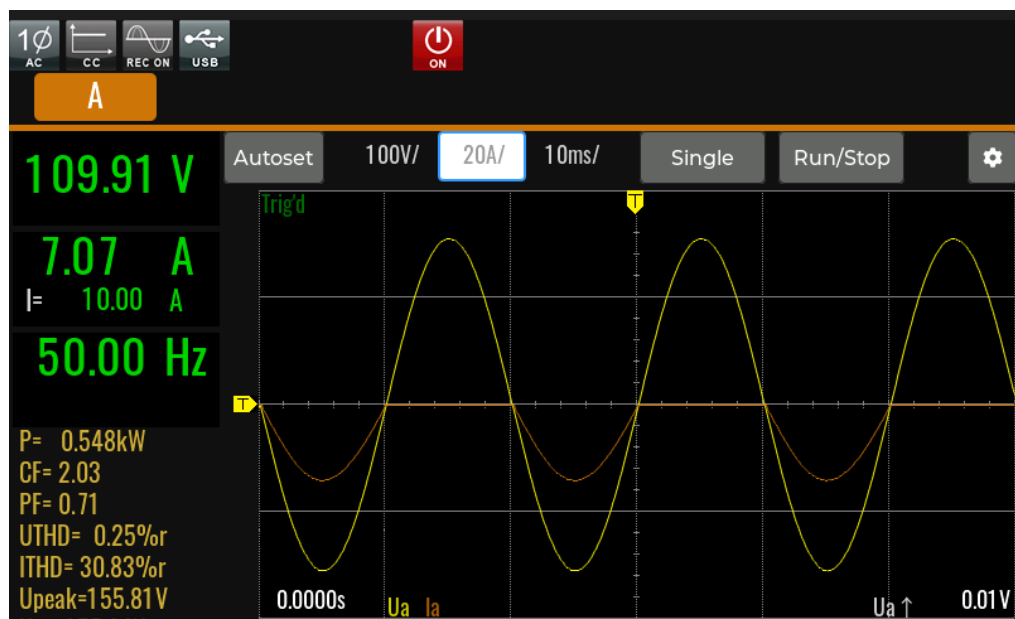 1Ø
AC
CC
REC ON
USB
ON
A
109.91 V
Autoset
100V/
20A/
10ms/
Single
Run/Stop
Trig'd
T
7.07 A
I= 10.00 A
50.00 Hz
T
P= 0.548kW
CF= 2.03
PF= 0.71
UTHD= 0.25%r
ITHD= 30.83%r
Upeak=155.81V
0.0000s
Ua Ia
Ua↑
0.01V